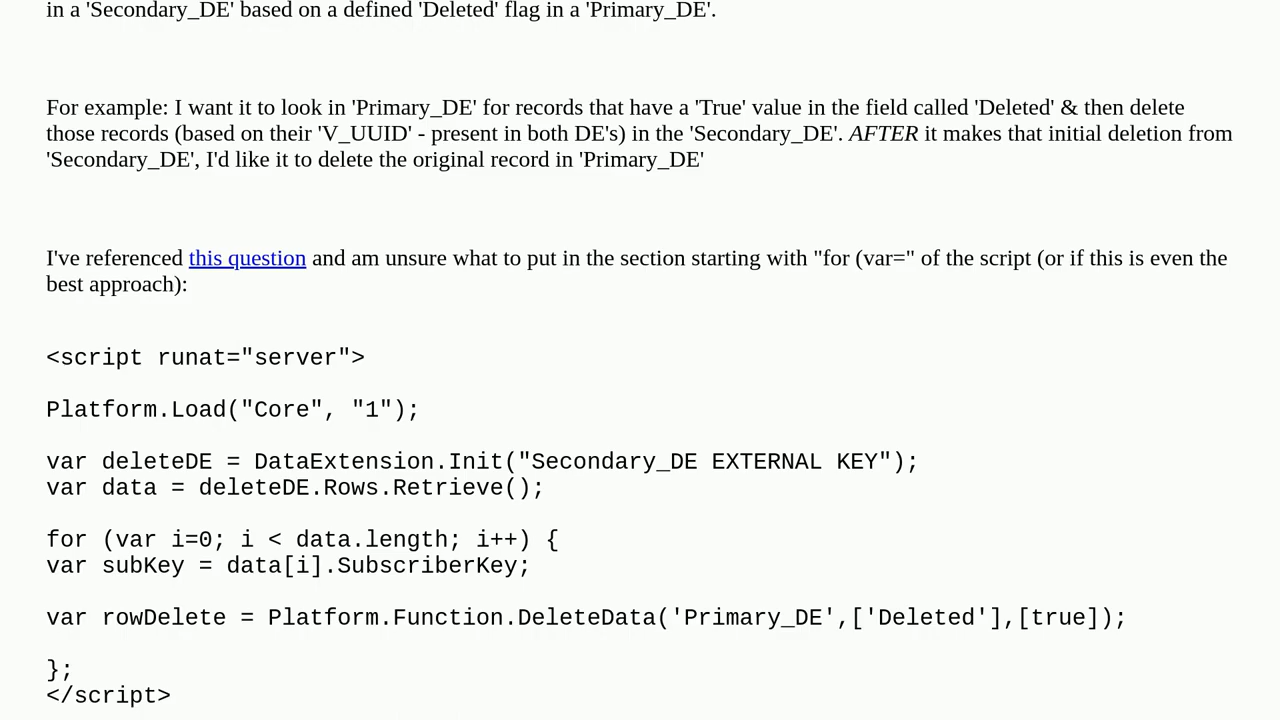 in a 'Secondary_DE' based on a defined 'Deleted' flag in a 'Primary_DE'.
For example: I want it to look in 'Primary_DE' for records that have a 'True' value in the field called 'Deleted' & then delete
those records (based on their 'V_UUID' - present in both DE's) in the 'Secondary_DE'. AFTER it makes that initial deletion from
'Secondary_DE', I'd like it to delete the original record in 'Primary_DE'
I've referenced this question and am unsure what to put in the section starting with "for (var=" of the script (or if this is even the
best approach):
<script runat="server">
Platform.Load("Core", "1");
var deleteDE = DataExtension.Init("Secondary_DE EXTERNAL KEY");
var data = deleteDE.Rows.Retrieve();
for (var i=0; i < data.length; i++) {
var subKey = data[i].SubscriberKey;
var rowDelete = Platform.Function.DeleteData('Primary_DE',['Deleted'],[true]);
};
</script>